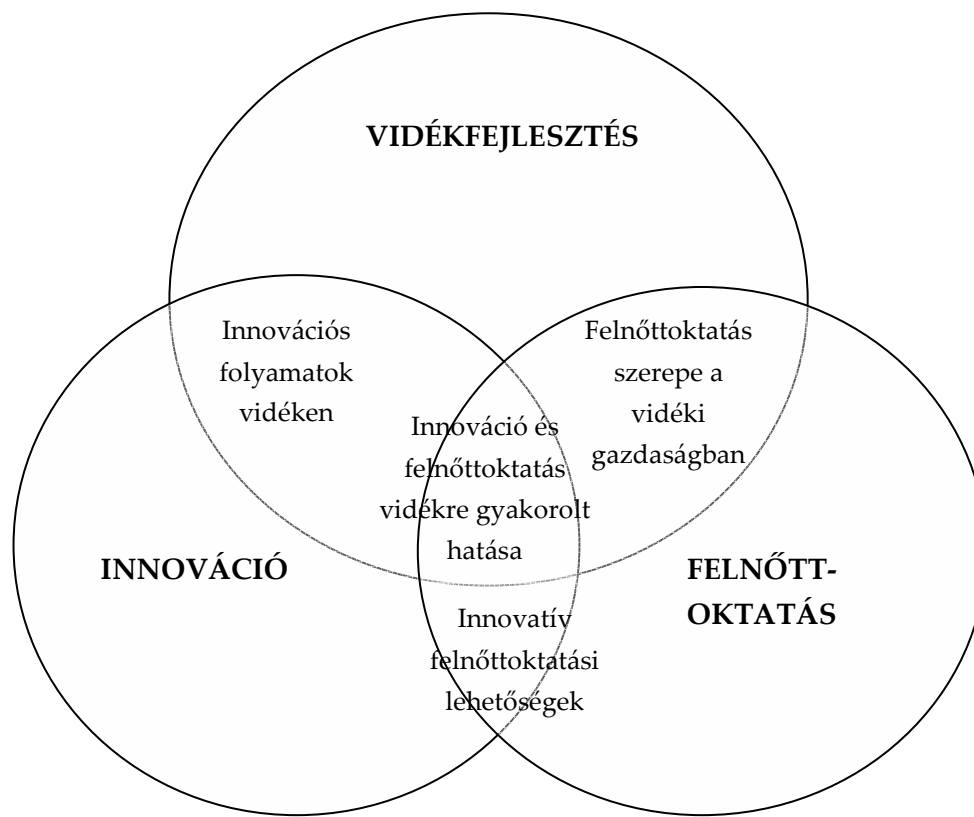 VIDÉKFEJLESZTÉS
Innovációs
folyamatok
vidéken
Felnőttoktatás
szerepe a
vidéki
gazdaságban
Innováció és
felnőttoktatás
vidékre gyakorolt
hatása
INNOVÁCIÓ
FELNŐTT-
OKTATÁS
Innovatív
felnőttoktatási
lehetőségek